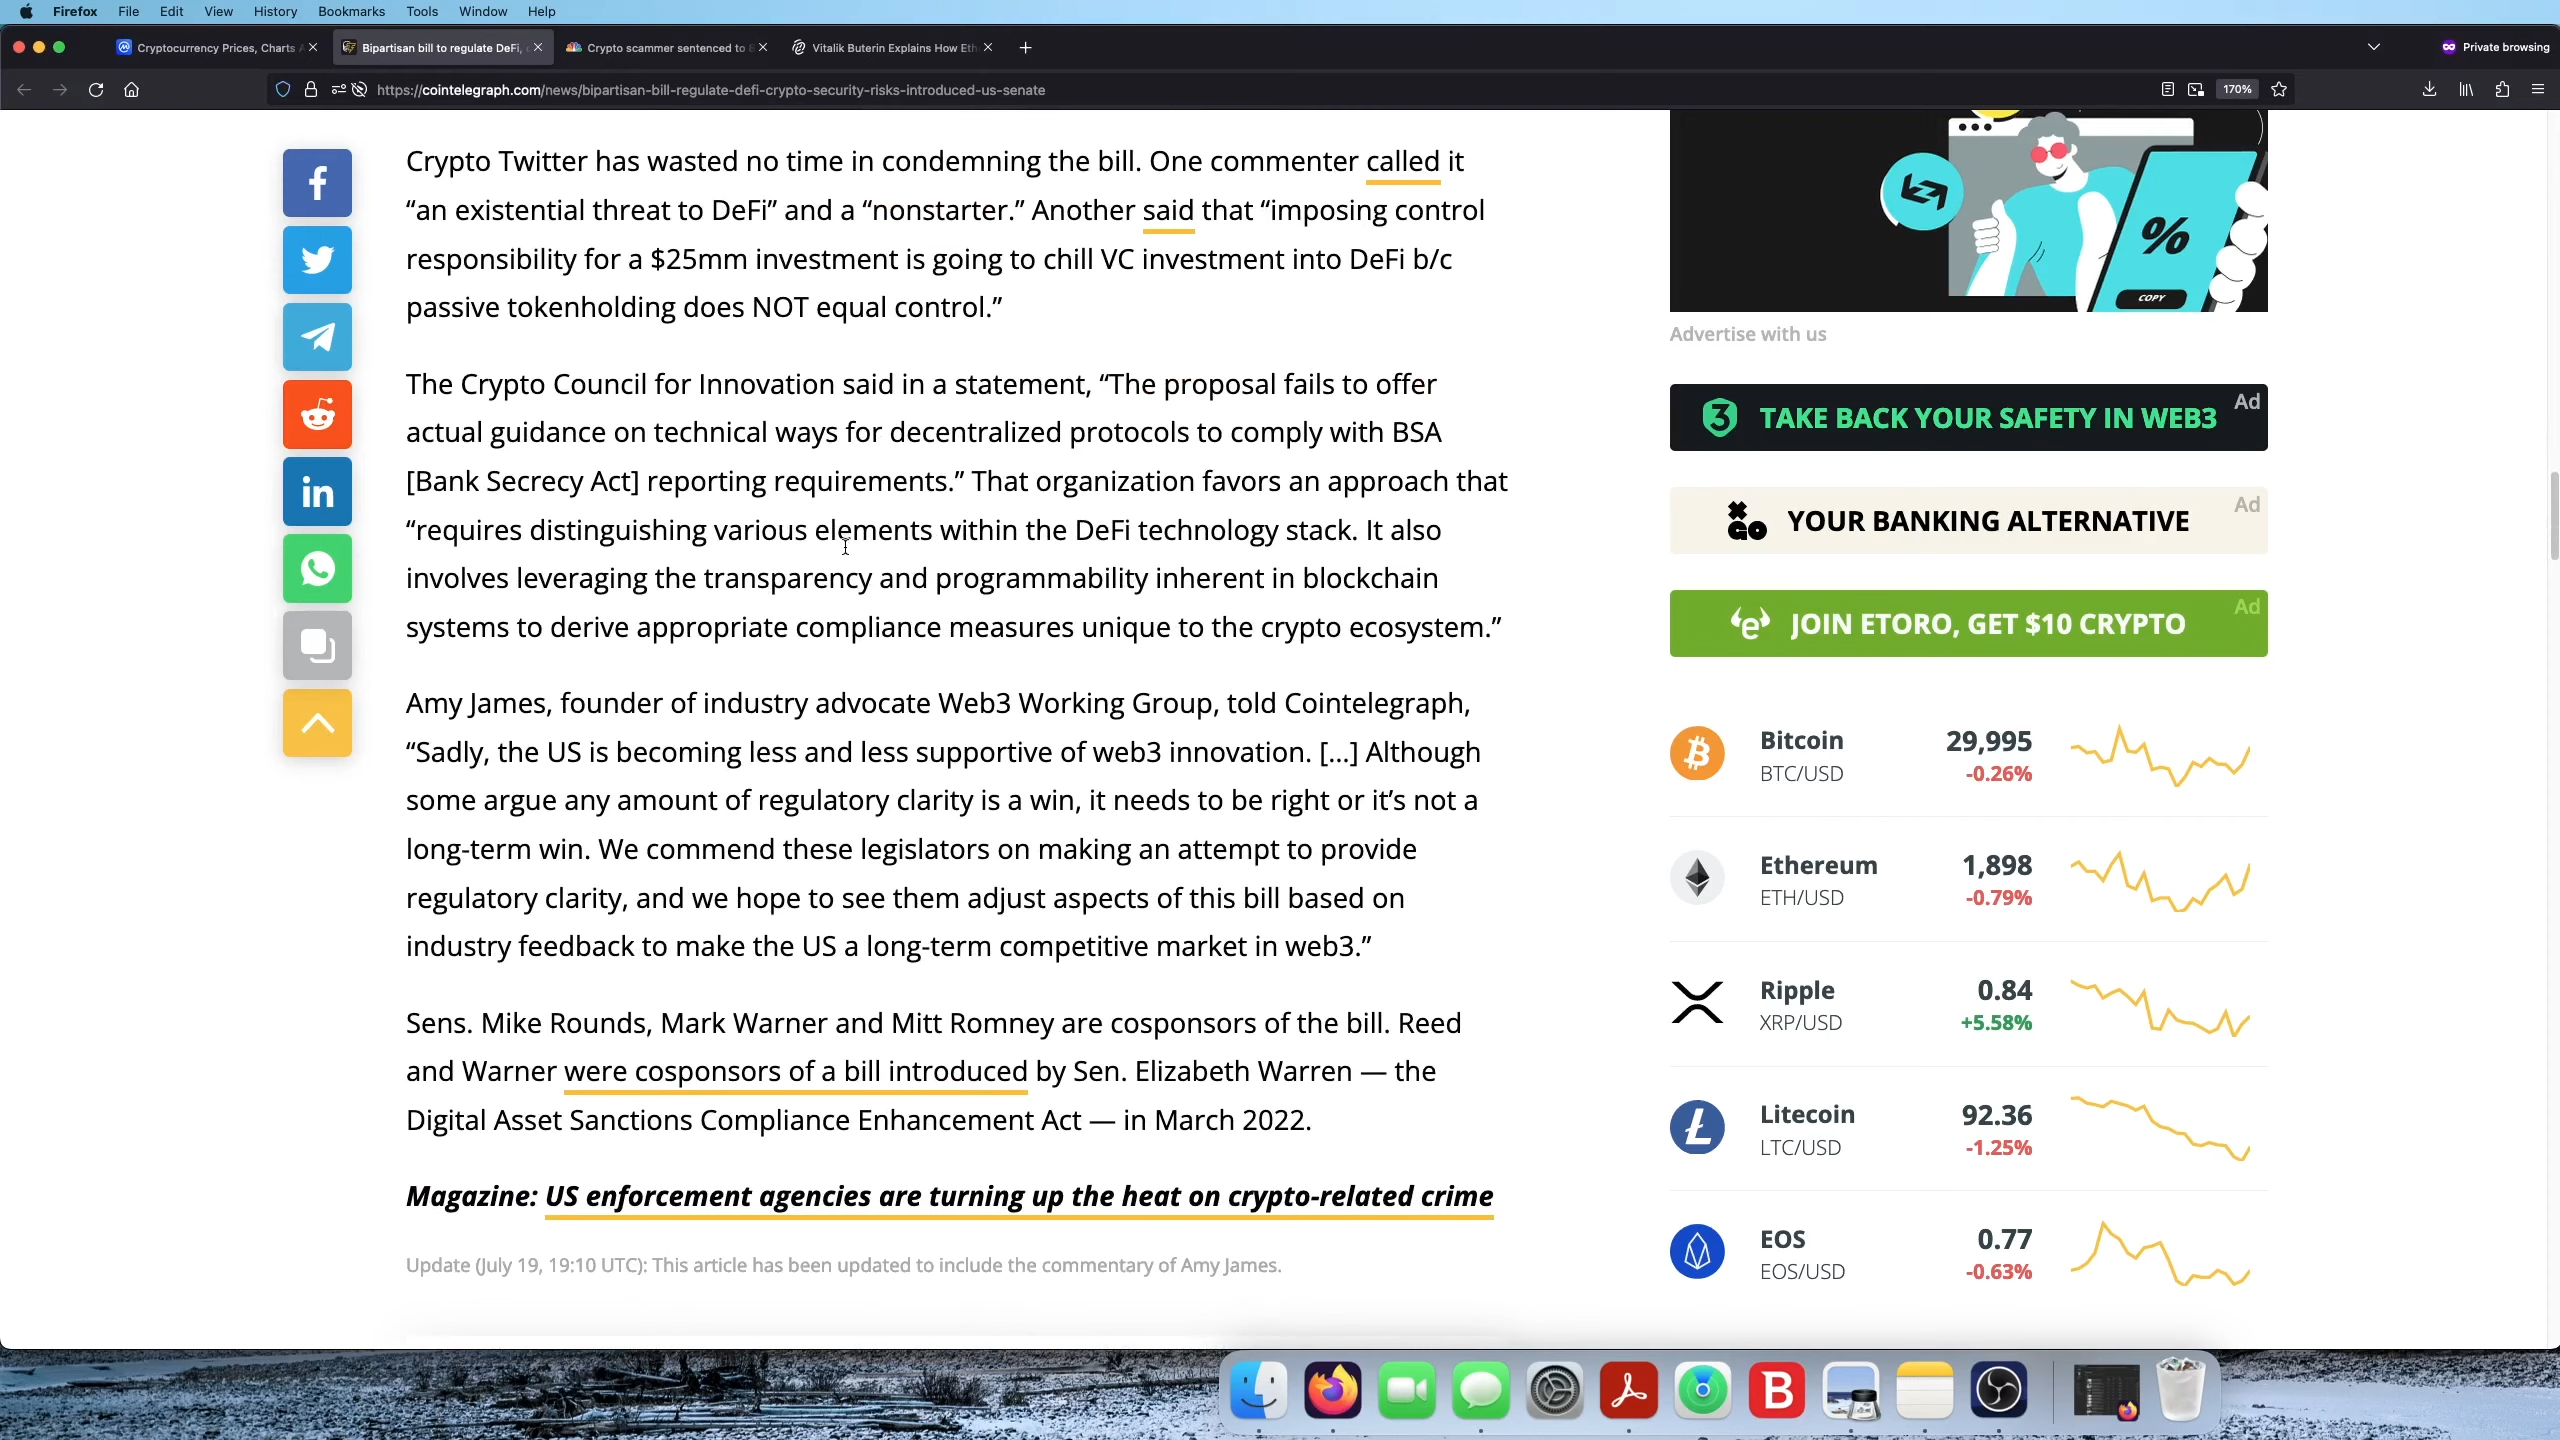 Firefox File Edit View History Bookmarks Tools Window Help
Cryptocurrency Prices, Charts
Bipartisan bill to regulate DeFi,
Crypto scammer sentenced to
Vitalik Buterin Explains How Eth
Private browsing
https://cointelegraph.com/news/bipartisan-bill-regulate-defi-crypto-security-risks-introduced-us-senate
170%
Crypto Twitter has wasted no time in condemning the bill. One commenter called it
“an existential threat to DeFi” and a “nonstarter.” Another said that “imposing control
responsibility for a $25mm investment is going to chill VC investment into DeFi b/c
passive tokenholding does NOT equal control.”
The Crypto Council for Innovation said in a statement, “The proposal fails to offer
actual guidance on technical ways for decentralized protocols to comply with BSA
[Bank Secrecy Act] reporting requirements.” That organization favors an approach that
“requires distinguishing various elements within the DeFi technology stack. It also
involves leveraging the transparency and programmability inherent in blockchain
systems to derive appropriate compliance measures unique to the crypto ecosystem.”
Amy James, founder of industry advocate Web3 Working Group, told Cointelegraph,
“Sadly, the US is becoming less and less supportive of web3 innovation. [...] Although
some argue any amount of regulatory clarity is a win, it needs to be right or it’s not a
long-term win. We commend these legislators on making an attempt to provide
regulatory clarity, and we hope to see them adjust aspects of this bill based on
industry feedback to make the US a long-term competitive market in web3.”
Sens. Mike Rounds, Mark Warner and Mitt Romney are cosponsors of the bill. Reed
and Warner were cosponsors of a bill introduced by Sen. Elizabeth Warren — the
Digital Asset Sanctions Compliance Enhancement Act — in March 2022.
Magazine: US enforcement agencies are turning up the heat on crypto-related crime
Update (July 19, 19:10 UTC): This article has been updated to include the commentary of Amy James.
%
COPY
Advertise with us
TAKE BACK YOUR SAFETY IN WEB3 Ad
YOUR BANKING ALTERNATIVE Ad
JOIN ETORO, GET $10 CRYPTO Ad
Bitcoin 29,995
BTC/USD -0.26%
Ethereum 1,898
ETH/USD -0.79%
Ripple 0.84
XRP/USD +5.58%
Litecoin 92.36
LTC/USD -1.25%
EOS 0.77
EOS/USD -0.63%